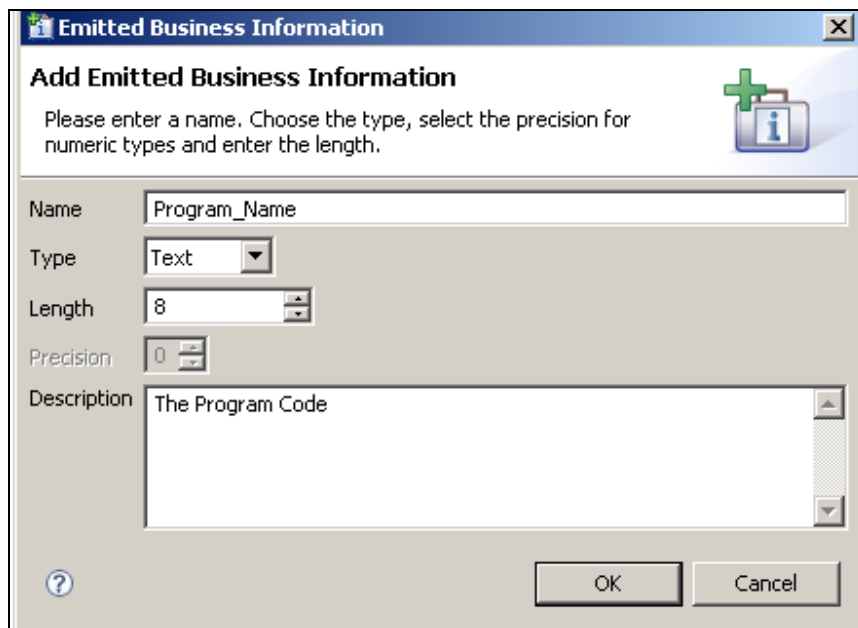 Emitted Business Information
Add Emitted Business Information
Please enter a name. Choose the type, select the precision for
numeric types and enter the length.
Name Program_Name
Type Text
Length 8
Precision 0
Description The Program Code
OK Cancel